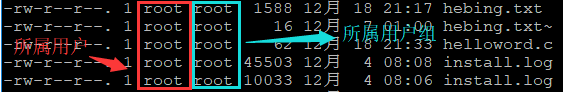 -rw-r--r--. 1 root root 1588 12月 18 21:17 hebing.txt
-rw-r--r--. 1 root root 16 12月 7 01:00 hebing.txt~
-rw-r--r--. 1 root root 62 12月 18 21:33 helloword.c
-rw-r--r--. 1 root root 45503 12月 4 08:08 install.log
-rw-r--r--. 1 root root 10033 12月 4 08:06 install.log
所属用户
所属用户组